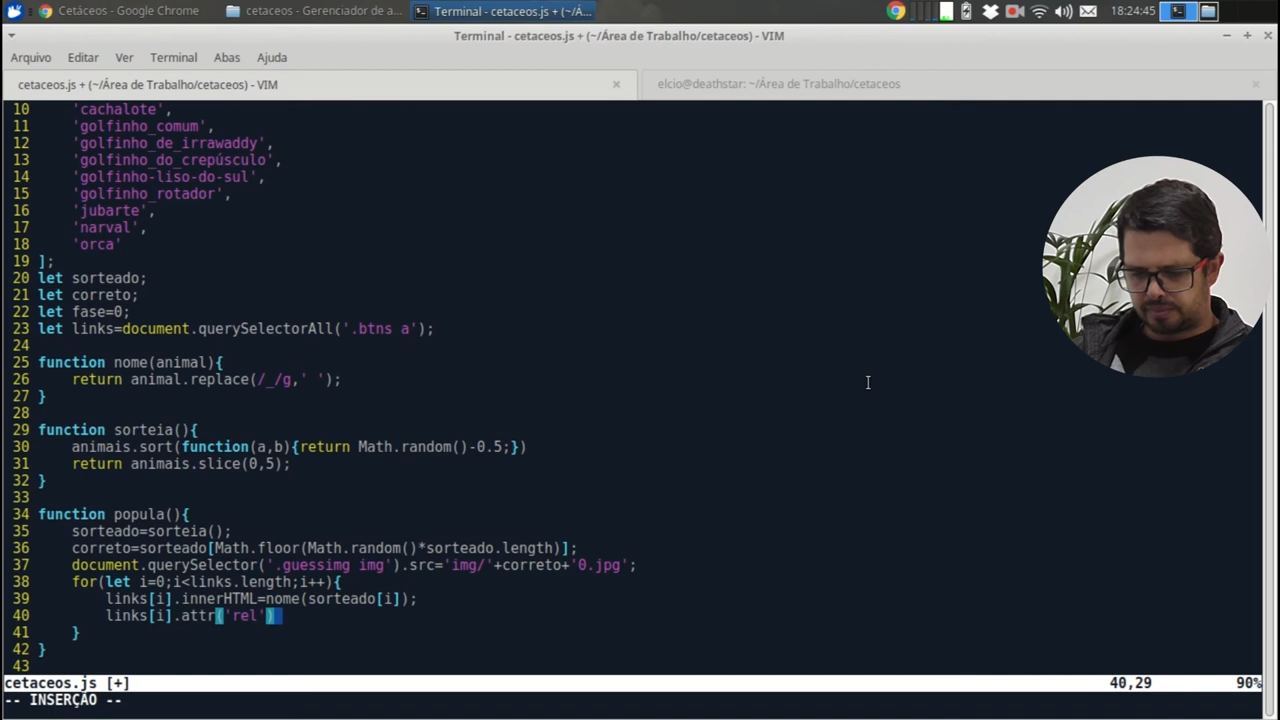 Cetáceos - Google Chrome
cetaceos - Gerenciador de a...
Terminal - cetaceos.js + (~/Á...
18:24:45
Terminal - cetaceos.js + (~/Área de Trabalho/cetaceos) - VIM
Arquivo Editar Ver Terminal Abas Ajuda
cetaceos.js + (~/Área de Trabalho/cetaceos) - VIM
elcio@deathstar: ~/Área de Trabalho/cetaceos
10     'cachalote',
11     'golfinho_comum',
12     'golfinho_de_irrawaddy',
13     'golfinho_do_crepúsculo',
14     'golfinho-liso-do-sul',
15     'golfinho_rotador',
16     'jubarte',
17     'narval',
18     'orca'
19 ];
20 let sorteado;
21 let correto;
22 let fase=0;
23 let links=document.querySelectorAll('.btns a');
24
25 function nome(animal){
26     return animal.replace(/_/g,' ');
27 }
28
29 function sorteia(){
30     animais.sort(function(a,b){return Math.random()-0.5;})
31     return animais.slice(0,5);
32 }
33
34 function popula(){
35     sorteado=sorteia();
36     correto=sorteado[Math.floor(Math.random()*sorteado.length)];
37     document.querySelector('.guessimg img').src='img/'+correto+'0.jpg';
38     for(let i=0;i<links.length;i++){
39         links[i].innerHTML=nome(sorteado[i]);
40         links[i].attr('rel')
41     }
42 }
43
cetaceos.js [+] 40,29 90%
-- INSERÇÃO --